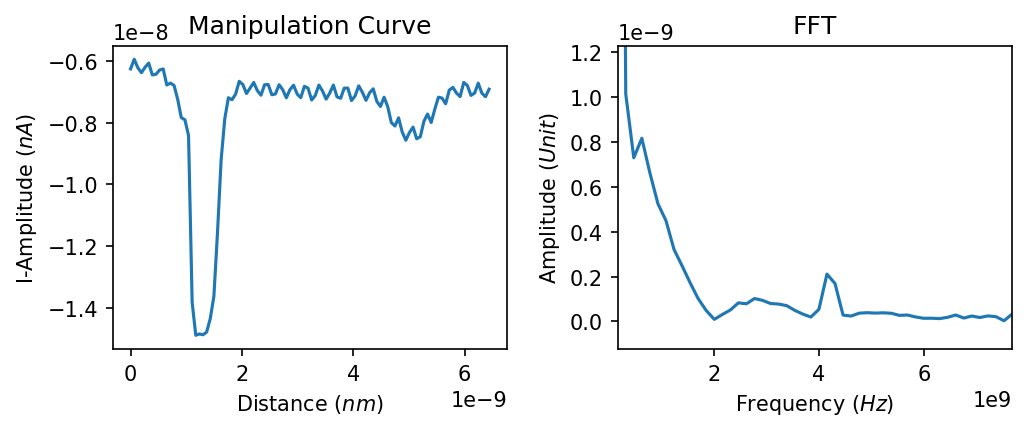 Manipulation Curve
1e−8
−0.6
−0.8
−1.0
−1.2
−1.4
I-Amplitude (nA)
0
2
4
6
Distance (nm)
1e−9
FFT
1e−9
1.2
1.0
0.8
0.6
0.4
0.2
0.0
Amplitude (Unit)
2
4
6
Frequency (Hz)
1e9